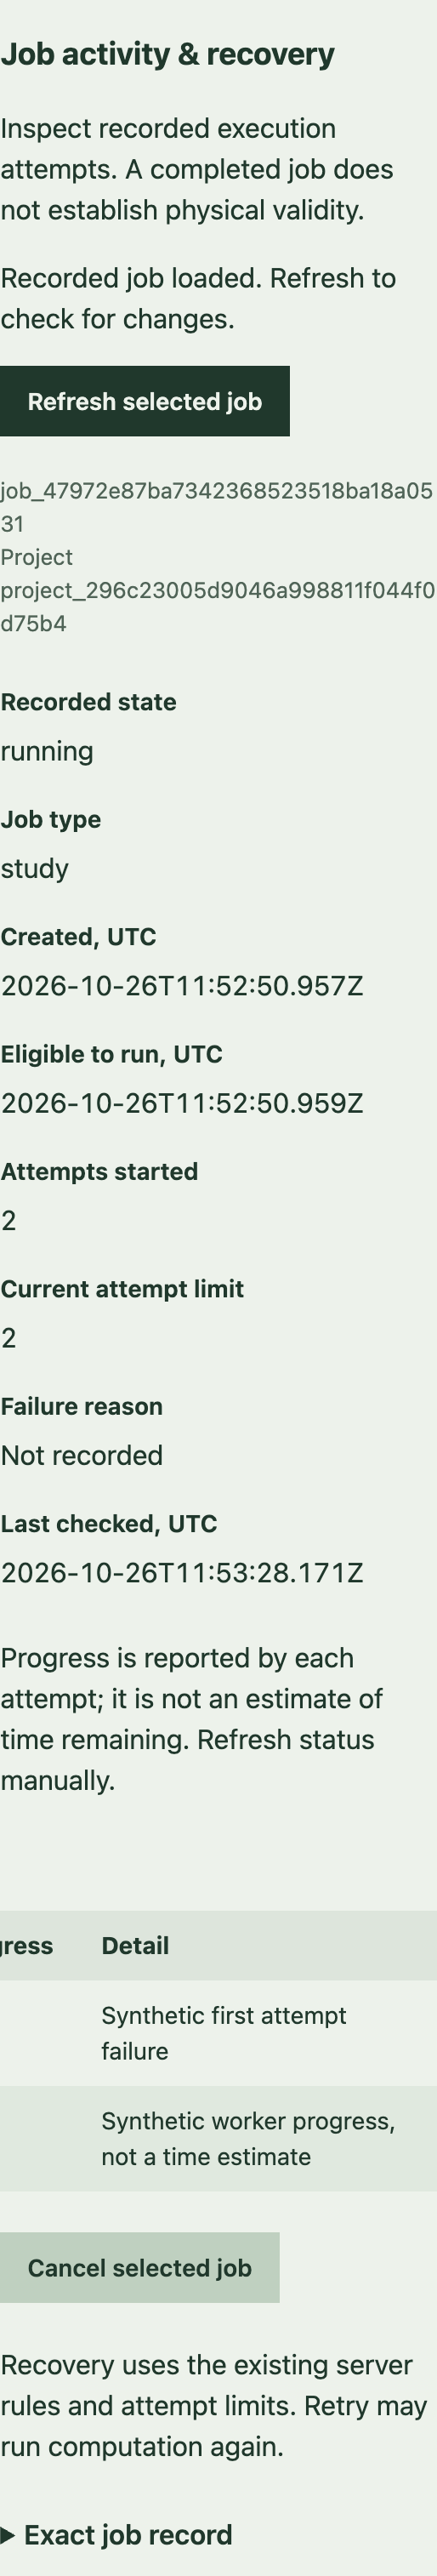 Job activity & recovery
Inspect recorded execution
attempts. A completed job does
not establish physical validity.
Recorded job loaded. Refresh to
check for changes.
Refresh selected job
job_47972e87ba7342368523518ba18a05
31
Project
project_296c23005d9046a998811f044f0
d75b4
Recorded state
running
Job type
study
Created, UTC
2026-10-26T11:52:50.957Z
Eligible to run, UTC
2026-10-26T11:52:50.959Z
Attempts started
2
Current attempt limit
2
Failure reason
Not recorded
Last checked, UTC
2026-10-26T11:53:28.171Z
Progress is reported by each
attempt; it is not an estimate of
time remaining. Refresh status
manually.
gress Detail
Synthetic first attempt
failure
Synthetic worker progress,
not a time estimate
Cancel selected job
Recovery uses the existing server
rules and attempt limits. Retry may
run computation again.
Exact job record